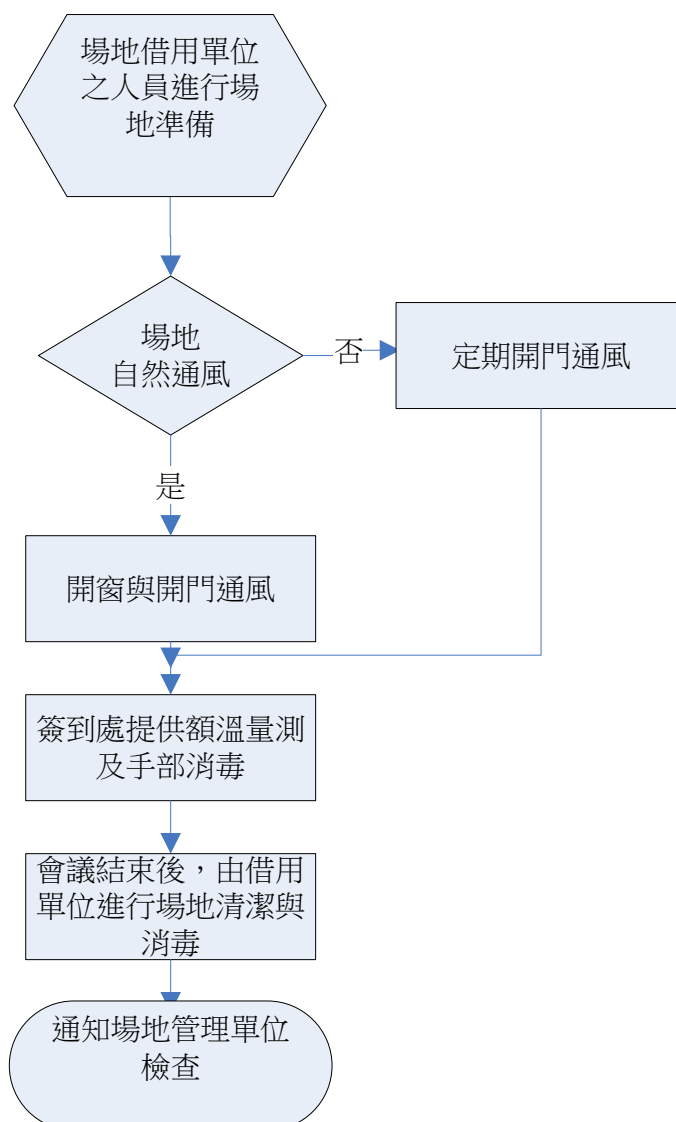 場地借用單位
之人員進行場
地準備
場地
自然通風
否
定期開門通風
是
開窗與開門通風
簽到處提供額溫量測
及手部消毒
會議結束後，由借用
單位進行場地清潔與
消毒
通知場地管理單位
檢查